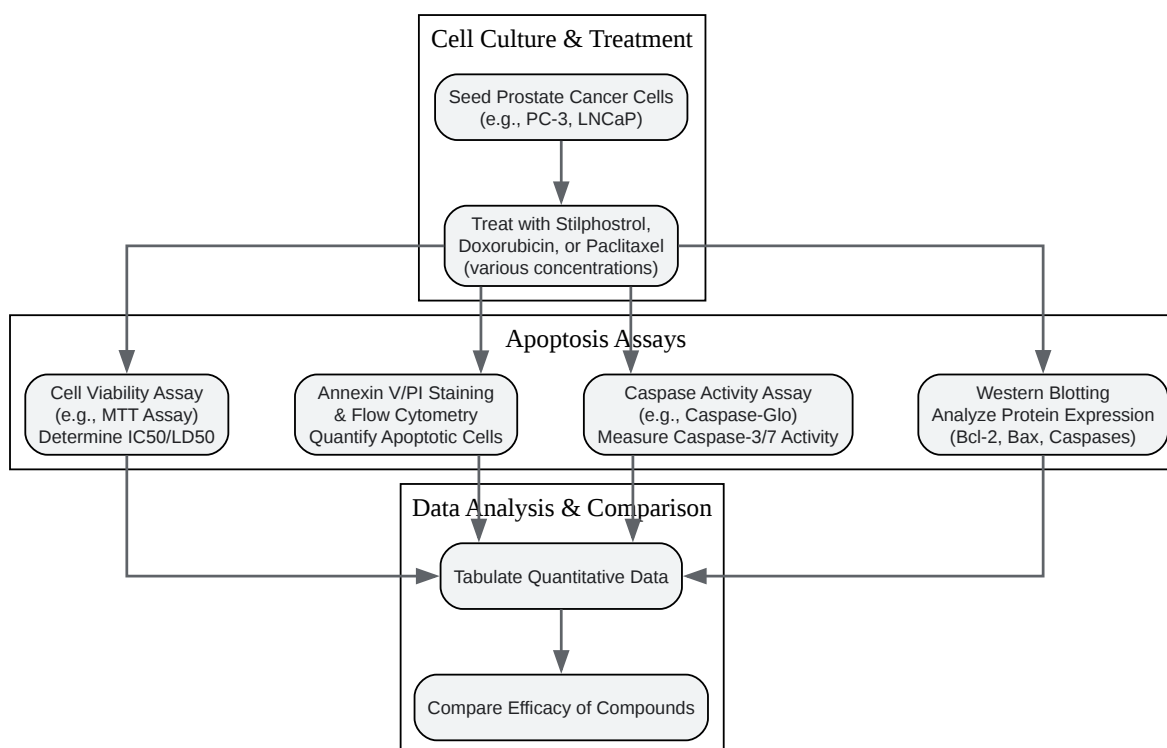 Cell Culture & Treatment
Seed Prostate Cancer Cells
(e.g., PC-3, LNCaP)
Treat with Stilphostrol,
Doxorubicin, or Paclitaxel
(various concentrations)
Apoptosis Assays
Cell Viability Assay
(e.g., MTT Assay)
Determine IC50/LD50
Annexin V/PI Staining
& Flow Cytometry
Quantify Apoptotic Cells
Caspase Activity Assay
(e.g., Caspase-Glo)
Measure Caspase-3/7 Activity
Western Blotting
Analyze Protein Expression
(Bcl-2, Bax, Caspases)
Data Analysis & Comparison
Tabulate Quantitative Data
Compare Efficacy of Compounds